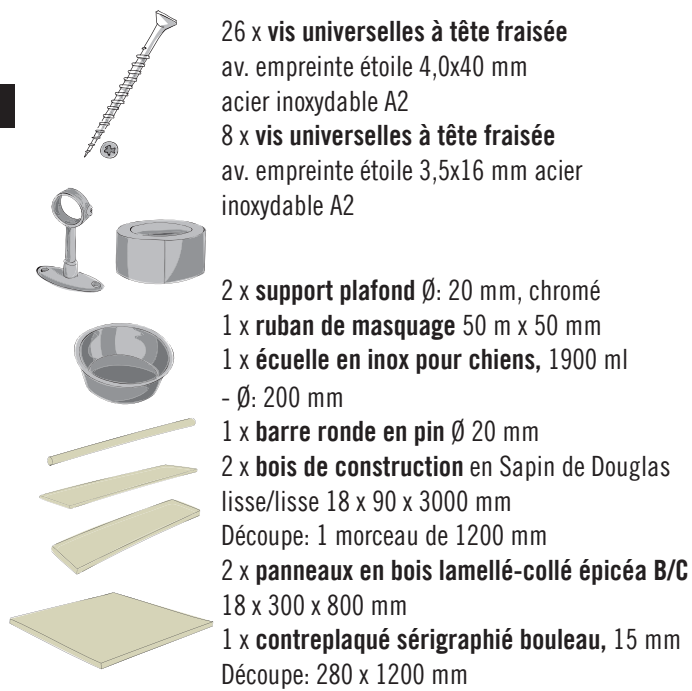 26 x vis universelles à tête fraisée
av. empreinte étoile 4,0x40 mm
acier inoxydable A2
8 x vis universelles à tête fraisée
av. empreinte étoile 3,5x16 mm acier
inoxydable A2
2 x support plafond Ø: 20 mm, chromé
1 x ruban de masquage 50 m x 50 mm
1 x écuelle en inox pour chiens, 1900 ml
- Ø: 200 mm
1 x barre ronde en pin Ø 20 mm
2 x bois de construction en Sapin de Douglas
lisse/lisse 18 x 90 x 3000 mm
Découpe: 1 morceau de 1200 mm
2 x panneaux en bois lamellé-collé épicéa B/C
18 x 300 x 800 mm
1 x contreplaqué sérigraphié bouleau, 15 mm
Découpe: 280 x 1200 mm